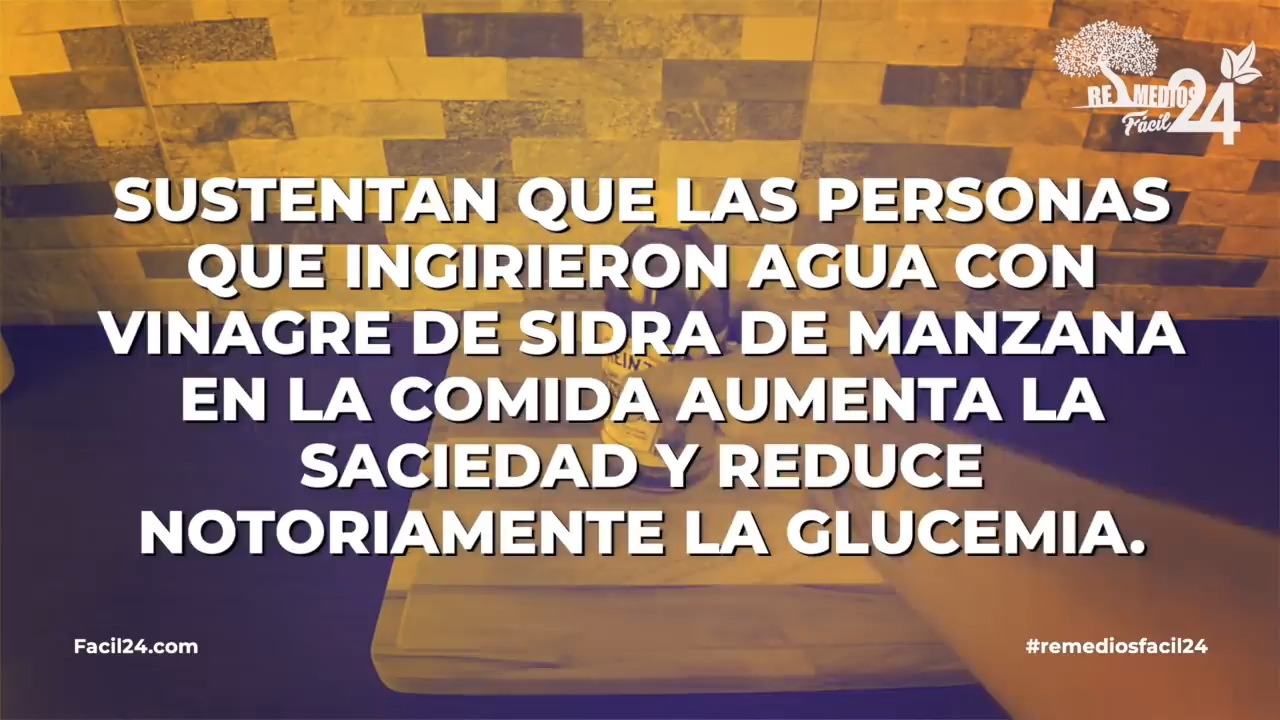 REMEDIOS
Fácil 24
SUSTENTAN QUE LAS PERSONAS
QUE INGIRIERON AGUA CON
VINAGRE DE SIDRA DE MANZANA
EN LA COMIDA AUMENTA LA
SACIEDAD Y REDUCE
NOTORIAMENTE LA GLUCEMIA.
HEINZ
Facil24.com
#remediosfacil24